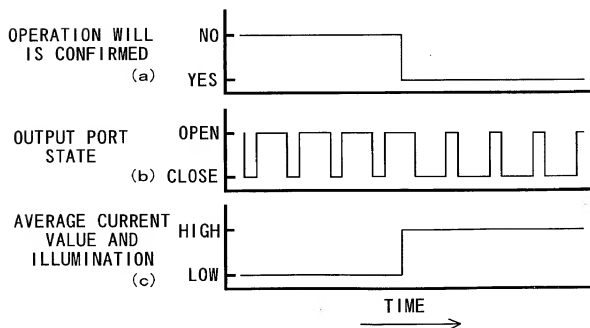 OPERATION WILL
IS CONFIRMED
(a)
NO
YES
OUTPUT PORT
STATE
(b)
OPEN
CLOSE
AVERAGE CURRENT
VALUE AND
ILLUMINATION
(c)
HIGH
LOW
TIME